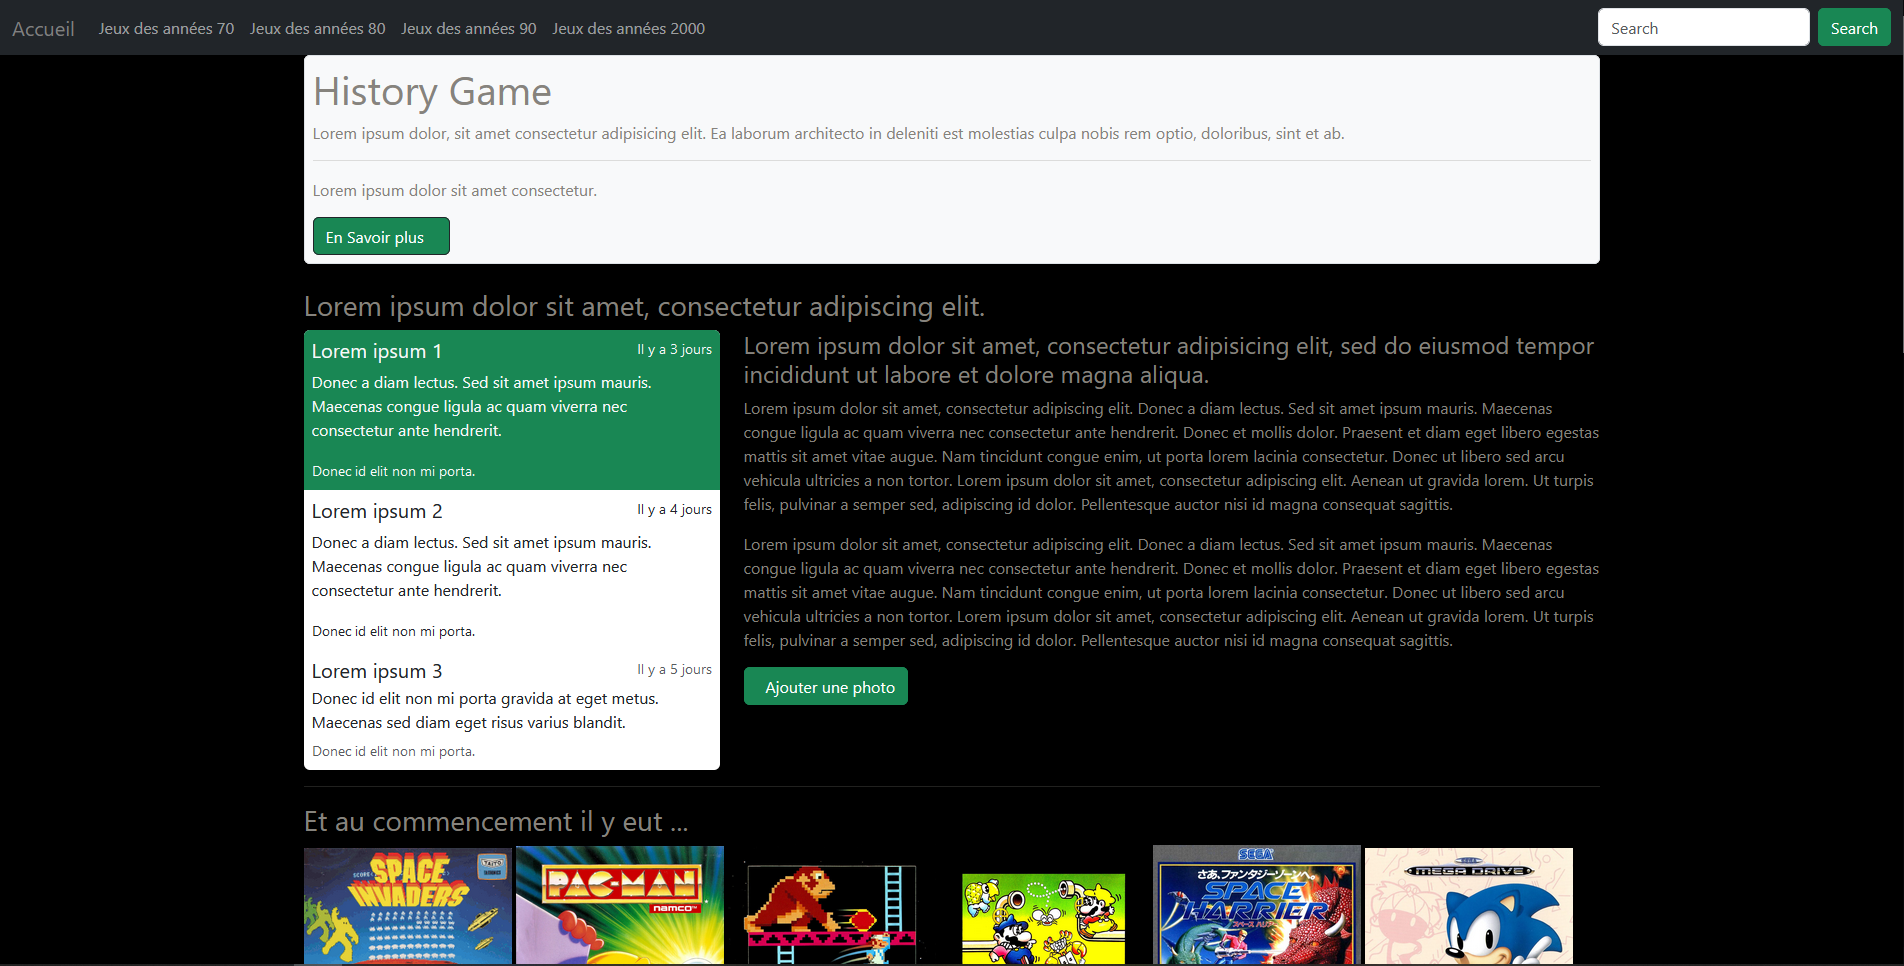 Accueil
Jeux des années 70
Jeux des années 80
Jeux des années 90
Jeux des années 2000
Search
Search
History Game
Lorem ipsum dolor, sit amet consectetur adipisicing elit. Ea laborum architecto in deleniti est molestias culpa nobis rem optio, doloribus, sint et ab.
Lorem ipsum dolor sit amet consectetur.
En Savoir plus
Lorem ipsum dolor sit amet, consectetur adipiscing elit.
Lorem ipsum 1
Il y a 3 jours
Donec a diam lectus. Sed sit amet ipsum mauris.
Maecenas congue ligula ac quam viverra nec
consectetur ante hendrerit.
Donec id elit non mi porta.
Lorem ipsum 2
Il y a 4 jours
Donec a diam lectus. Sed sit amet ipsum mauris.
Maecenas congue ligula ac quam viverra nec
consectetur ante hendrerit.
Donec id elit non mi porta.
Lorem ipsum 3
Il y a 5 jours
Donec id elit non mi porta gravida at eget metus.
Maecenas sed diam eget risus varius blandit.
Donec id elit non mi porta.
Lorem ipsum dolor sit amet, consectetur adipisicing elit, sed do eiusmod tempor
incididunt ut labore et dolore magna aliqua.
Lorem ipsum dolor sit amet, consectetur adipiscing elit. Donec a diam lectus. Sed sit amet ipsum mauris. Maecenas
congue ligula ac quam viverra nec consectetur ante hendrerit. Donec et mollis dolor. Praesent et diam eget libero egestas
mattis sit amet vitae augue. Nam tincidunt congue enim, ut porta lorem lacinia consectetur. Donec ut libero sed arcu
vehicula ultricies a non tortor. Lorem ipsum dolor sit amet, consectetur adipiscing elit. Aenean ut gravida lorem. Ut turpis
felis, pulvinar a semper sed, adipiscing id dolor. Pellentesque auctor nisi id magna consequat sagittis.
Lorem ipsum dolor sit amet, consectetur adipiscing elit. Donec a diam lectus. Sed sit amet ipsum mauris. Maecenas
congue ligula ac quam viverra nec consectetur ante hendrerit. Donec et mollis dolor. Praesent et diam eget libero egestas
mattis sit amet vitae augue. Nam tincidunt congue enim, ut porta lorem lacinia consectetur. Donec ut libero sed arcu
vehicula ultricies a non tortor. Lorem ipsum dolor sit amet, consectetur adipiscing elit. Aenean ut gravida lorem. Ut turpis
felis, pulvinar a semper sed, adipiscing id dolor. Pellentesque auctor nisi id magna consequat sagittis.
Ajouter une photo
Et au commencement il y eut ...
TAITO
SCORE
SPACE
INVADERS
PAC-MAN
namco
SEGA
さあ、ファンタジーゾーンへ。
SPACE
HARRIER
SEGA
MEGA DRIVE